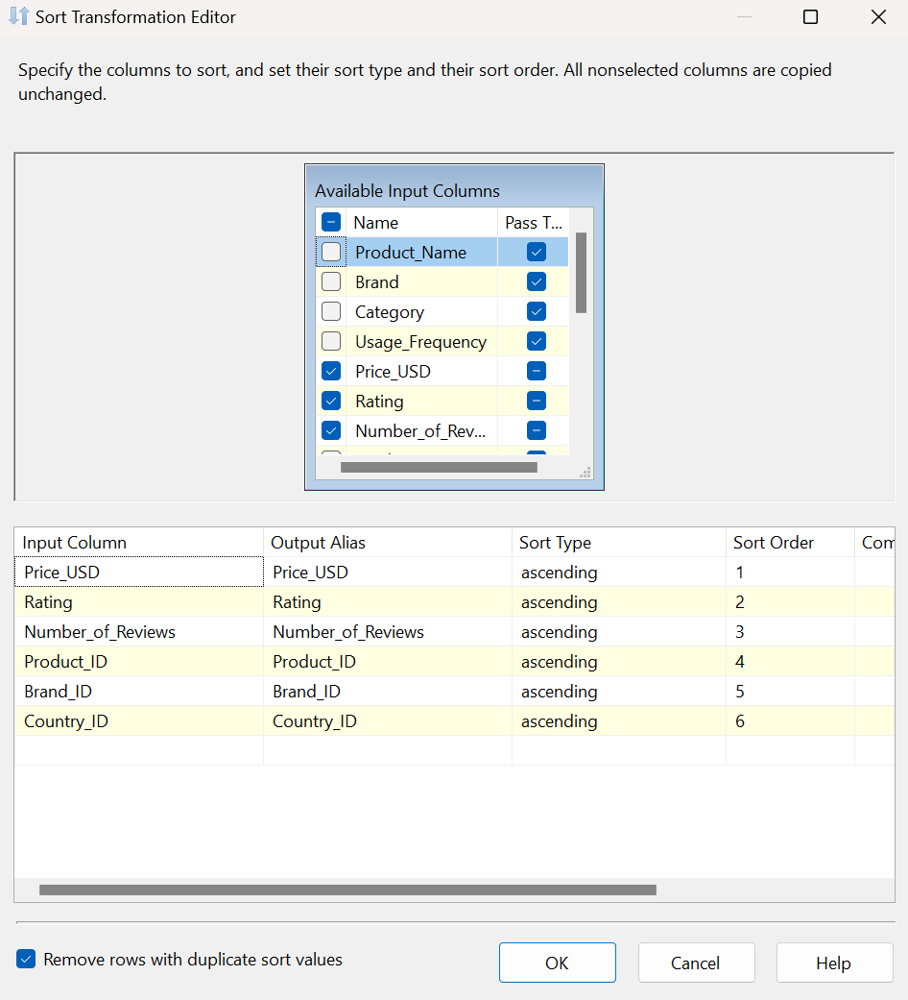 Sort Transformation Editor
Specify the columns to sort, and set their sort type and their sort order. All nonselected columns are copied
unchanged.
Available Input Columns
Name Pass T...
Product_Name
Brand
Category
Usage_Frequency
Price_USD
Rating
Number_of_Rev...
Input Column Output Alias Sort Type Sort Order Com
Price_USD Price_USD ascending 1
Rating Rating ascending 2
Number_of_Reviews Number_of_Reviews ascending 3
Product_ID Product_ID ascending 4
Brand_ID Brand_ID ascending 5
Country_ID Country_ID ascending 6
Remove rows with duplicate sort values
OK Cancel Help